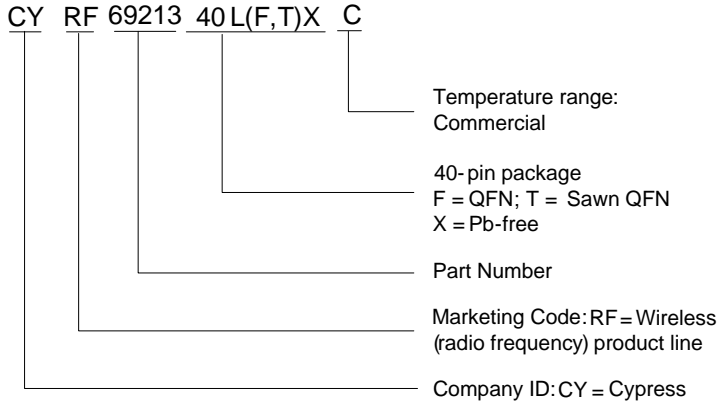 CY RF 69213 40L(F,T)X C
Temperature range:
Commercial
40-pin package
F = QFN; T = Sawn QFN
X = Pb-free
Part Number
Marketing Code: RF = Wireless
(radio frequency) product line
Company ID: CY = Cypress